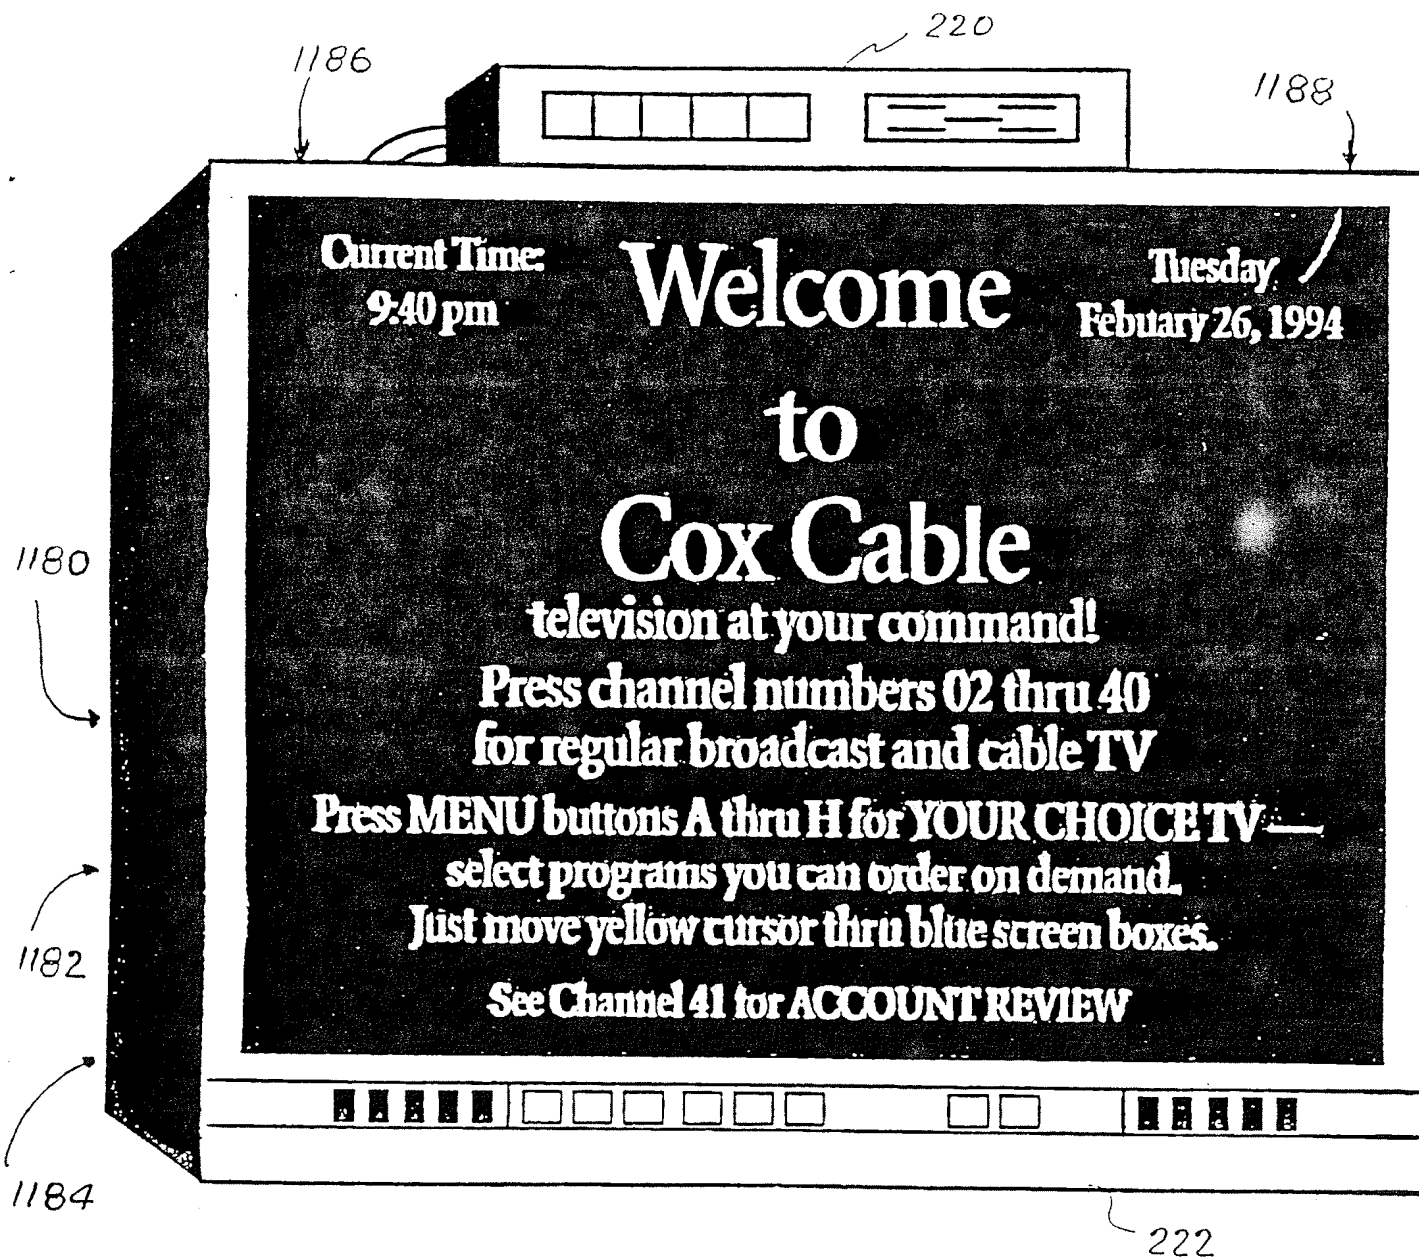 220
1186
1188
Current Time:
9:40 pm
Welcome
to
Cox Cable
Tuesday,
Febuary 26, 1994
television at your command!
Press channel numbers 02 thru 40
for regular broadcast and cable TV
Press MENU buttons A thru H for YOUR CHOICE TV—
select programs you can order on demand.
Just move yellow cursor thru blue screen boxes.
See Channel 41 for ACCOUNT REVIEW
1180
1182
1184
222